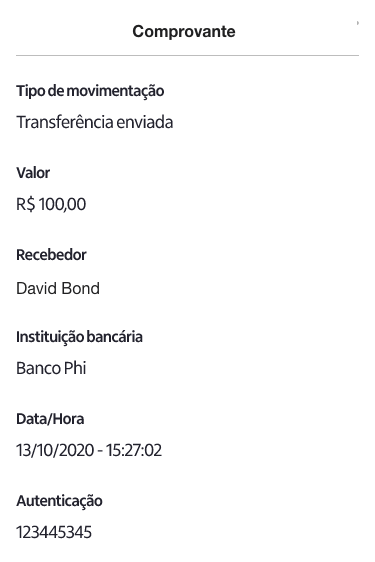 Comprovante
Tipo de movimentação
Transferência enviada
Valor
R$ 100,00
Recebedor
David Bond
Instituição bancária
Banco Phi
Data/Hora
13/10/2020 - 15:27:02
Autenticação
123445345